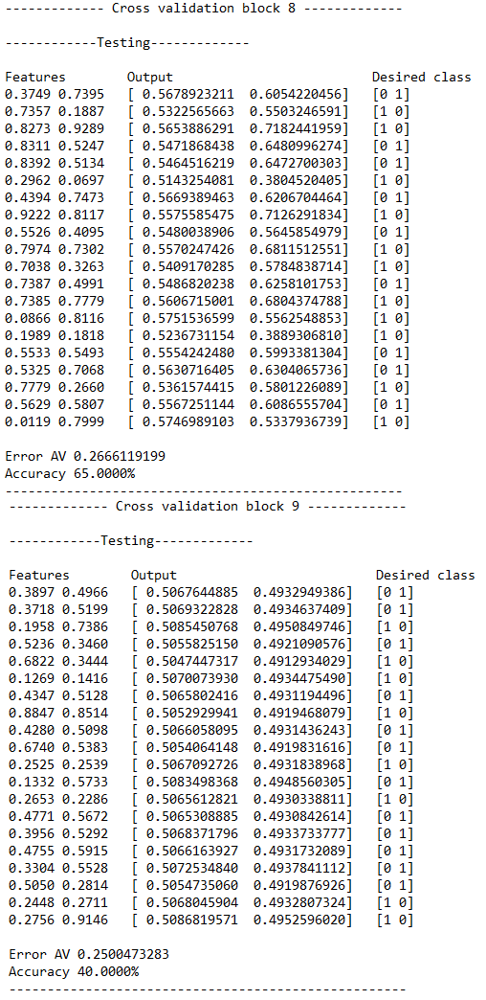 ------------- Cross validation block 8 -------------
------------Testing-------------
Features Output Desired class
0.3749 0.7395 [ 0.5678923211 0.6054220456] [0 1]
0.7357 0.1887 [ 0.5322565663 0.5503246591] [1 0]
0.8273 0.9289 [ 0.5653886291 0.7182441959] [1 0]
0.8311 0.5247 [ 0.5471868438 0.6480996274] [0 1]
0.8392 0.5134 [ 0.5464516219 0.6472700303] [0 1]
0.2962 0.0697 [ 0.5143254081 0.3804520405] [1 0]
0.4394 0.7473 [ 0.5669389463 0.6206704464] [0 1]
0.9222 0.8117 [ 0.5575585475 0.7126291834] [1 0]
0.5526 0.4095 [ 0.5480038906 0.5645854979] [0 1]
0.7974 0.7302 [ 0.5570247426 0.6811512551] [1 0]
0.7038 0.3263 [ 0.5409170285 0.5784838714] [1 0]
0.7387 0.4991 [ 0.5486820238 0.6258101753] [0 1]
0.7385 0.7779 [ 0.5606715001 0.6804374788] [1 0]
0.0866 0.8116 [ 0.5751536599 0.5562548853] [1 0]
0.1989 0.1818 [ 0.5236731154 0.3889306810] [1 0]
0.5533 0.5493 [ 0.5554242480 0.5993381304] [0 1]
0.5325 0.7068 [ 0.5630716405 0.6304065736] [0 1]
0.7779 0.2660 [ 0.5361574415 0.5801226089] [1 0]
0.5629 0.5807 [ 0.5567251144 0.6086555704] [0 1]
0.0119 0.7999 [ 0.5746989103 0.5337936739] [1 0]
Error AV 0.2666119199
Accuracy 65.0000%
----------------------------------------------------
------------- Cross validation block 9 -------------
------------Testing-------------
Features Output Desired class
0.3897 0.4966 [ 0.5067644885 0.4932949386] [0 1]
0.3718 0.5199 [ 0.5069322828 0.4934637409] [0 1]
0.1958 0.7386 [ 0.5085450768 0.4950849746] [1 0]
0.5236 0.3460 [ 0.5055825150 0.4921090576] [0 1]
0.6822 0.3444 [ 0.5047447317 0.4912934029] [1 0]
0.1269 0.1416 [ 0.5070073930 0.4934475490] [1 0]
0.4347 0.5128 [ 0.5065802416 0.4931194496] [0 1]
0.8847 0.8514 [ 0.5052929941 0.4919468079] [1 0]
0.4280 0.5098 [ 0.5066058095 0.4931436243] [0 1]
0.6740 0.5383 [ 0.5054064148 0.4919831616] [0 1]
0.2525 0.2539 [ 0.5067092726 0.4931838968] [1 0]
0.1332 0.5733 [ 0.5083498368 0.4948560305] [0 1]
0.2653 0.2286 [ 0.5065612821 0.4930338811] [1 0]
0.4771 0.5672 [ 0.5065308885 0.4930842614] [0 1]
0.3956 0.5292 [ 0.5068371796 0.4933733777] [0 1]
0.4755 0.5915 [ 0.5066163927 0.4931732089] [0 1]
0.3304 0.5528 [ 0.5072534840 0.4937841112] [0 1]
0.5050 0.2814 [ 0.5054735060 0.4919876926] [0 1]
0.2448 0.2711 [ 0.5068045904 0.4932807324] [1 0]
0.2756 0.9146 [ 0.5086819571 0.4952596020] [1 0]
Error AV 0.2500473283
Accuracy 40.0000%
----------------------------------------------------